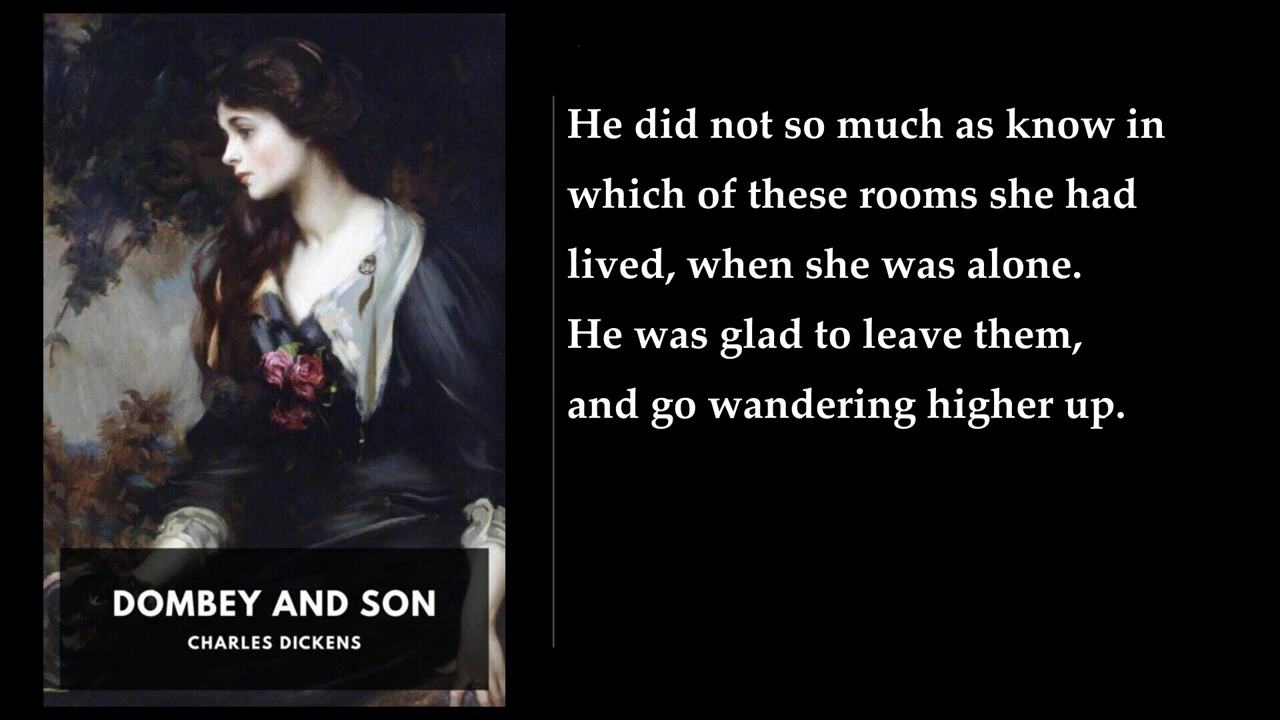 He did not so much as know in
which of these rooms she had
lived, when she was alone.
He was glad to leave them,
and go wandering higher up.
DOMBEY AND SON
CHARLES DICKENS